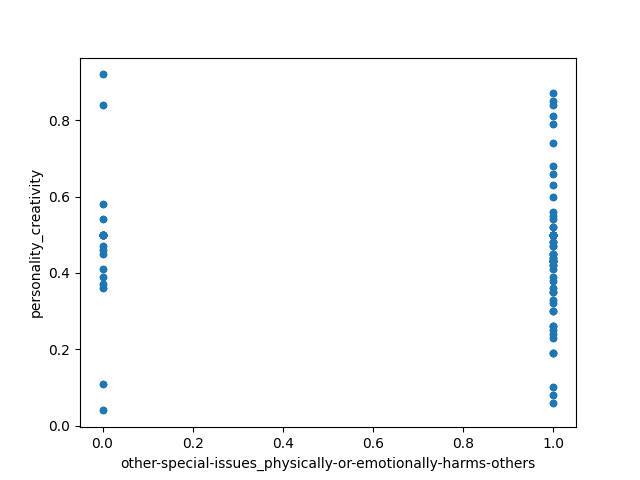 personality_creativity
0.8
0.6
0.4
0.2
0.0
0.0 0.2 0.4 0.6 0.8 1.0
other-special-issues_physically-or-emotionally-harms-others